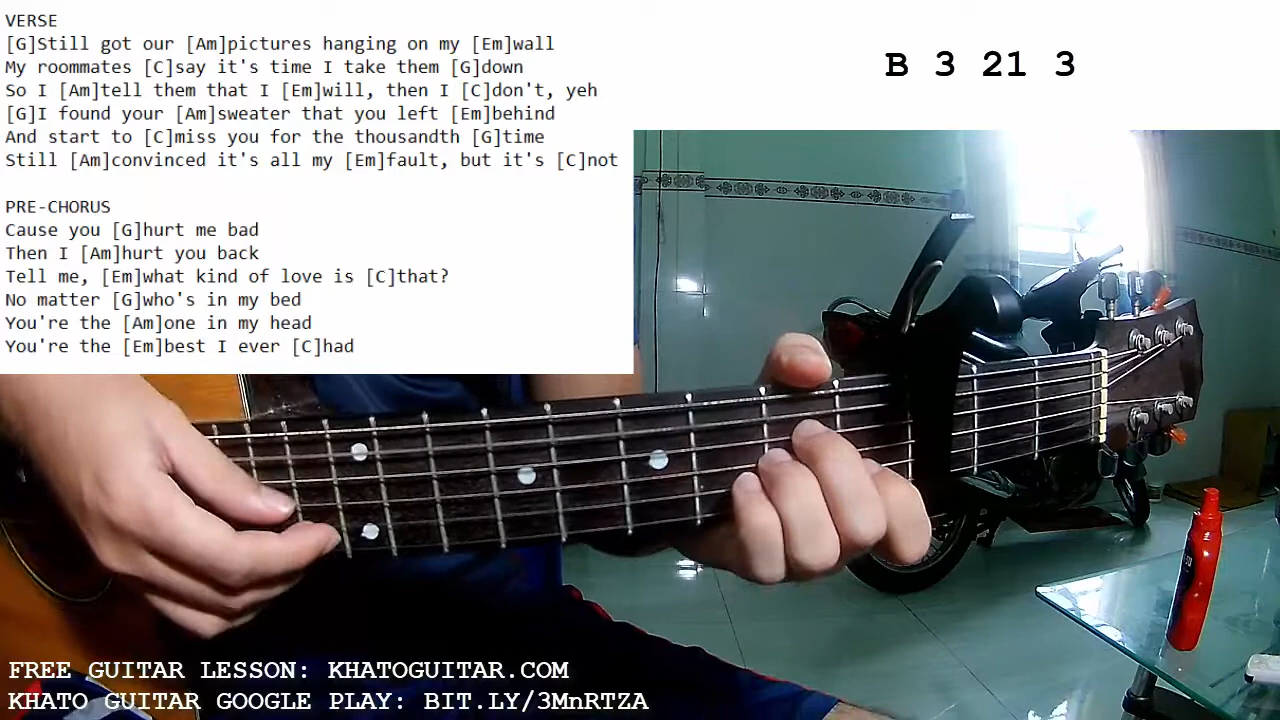 VERSE
[G]Still got our [Am]pictures hanging on my [Em]wall
My roommates [C]say it's time I take them [G]down
So I [Am]tell them that I [Em]will, then I [C]don't, yeh
[G]I found your [Am]sweater that you left [Em]behind
And start to [C]miss you for the thousandth [G]time
Still [Am]convinced it's all my [Em]fault, but it's [C]not
PRE-CHORUS
Cause you [G]hurt me bad
Then I [Am]hurt you back
Tell me, [Em]what kind of love is [C]that?
No matter [G]who's in my bed
You're the [Am]one in my head
You're the [Em]best I ever [C]had
B 3 21 3
FREE GUITAR LESSON: KHATOGUITAR.COM
KHATO GUITAR GOOGLE PLAY: BIT.LY/3MnRTZA